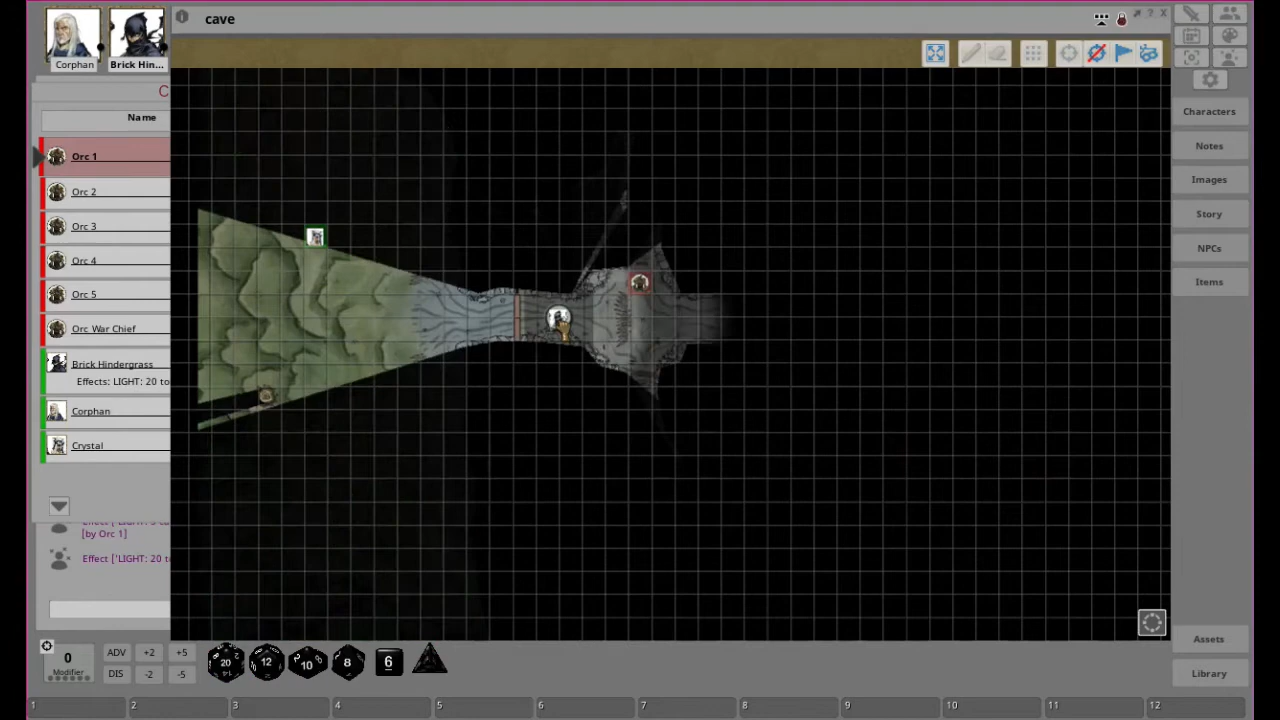 cave
? X
Corphan
Brick Hin...
C
Name
Orc 1
Orc 2
Orc 3
Orc 4
Orc 5
Orc War Chief
Brick Hindergrass
Effects: LIGHT: 20 to
Corphan
Crystal
[by Orc 1]
Effect ['LIGHT: 20 to
Characters
Notes
Images
Story
NPCs
Items
Assets
Library
0
Modifier
ADV +2 +5
DIS -2 -5
20 12 10 8 6
1 2 3 4 5 6 7 8 9 10 11 12